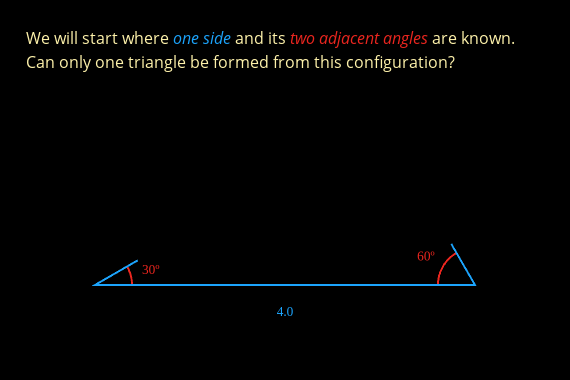 We will start where one side and its two adjacent angles are known.
Can only one triangle be formed from this configuration?
60º
30º
4.0